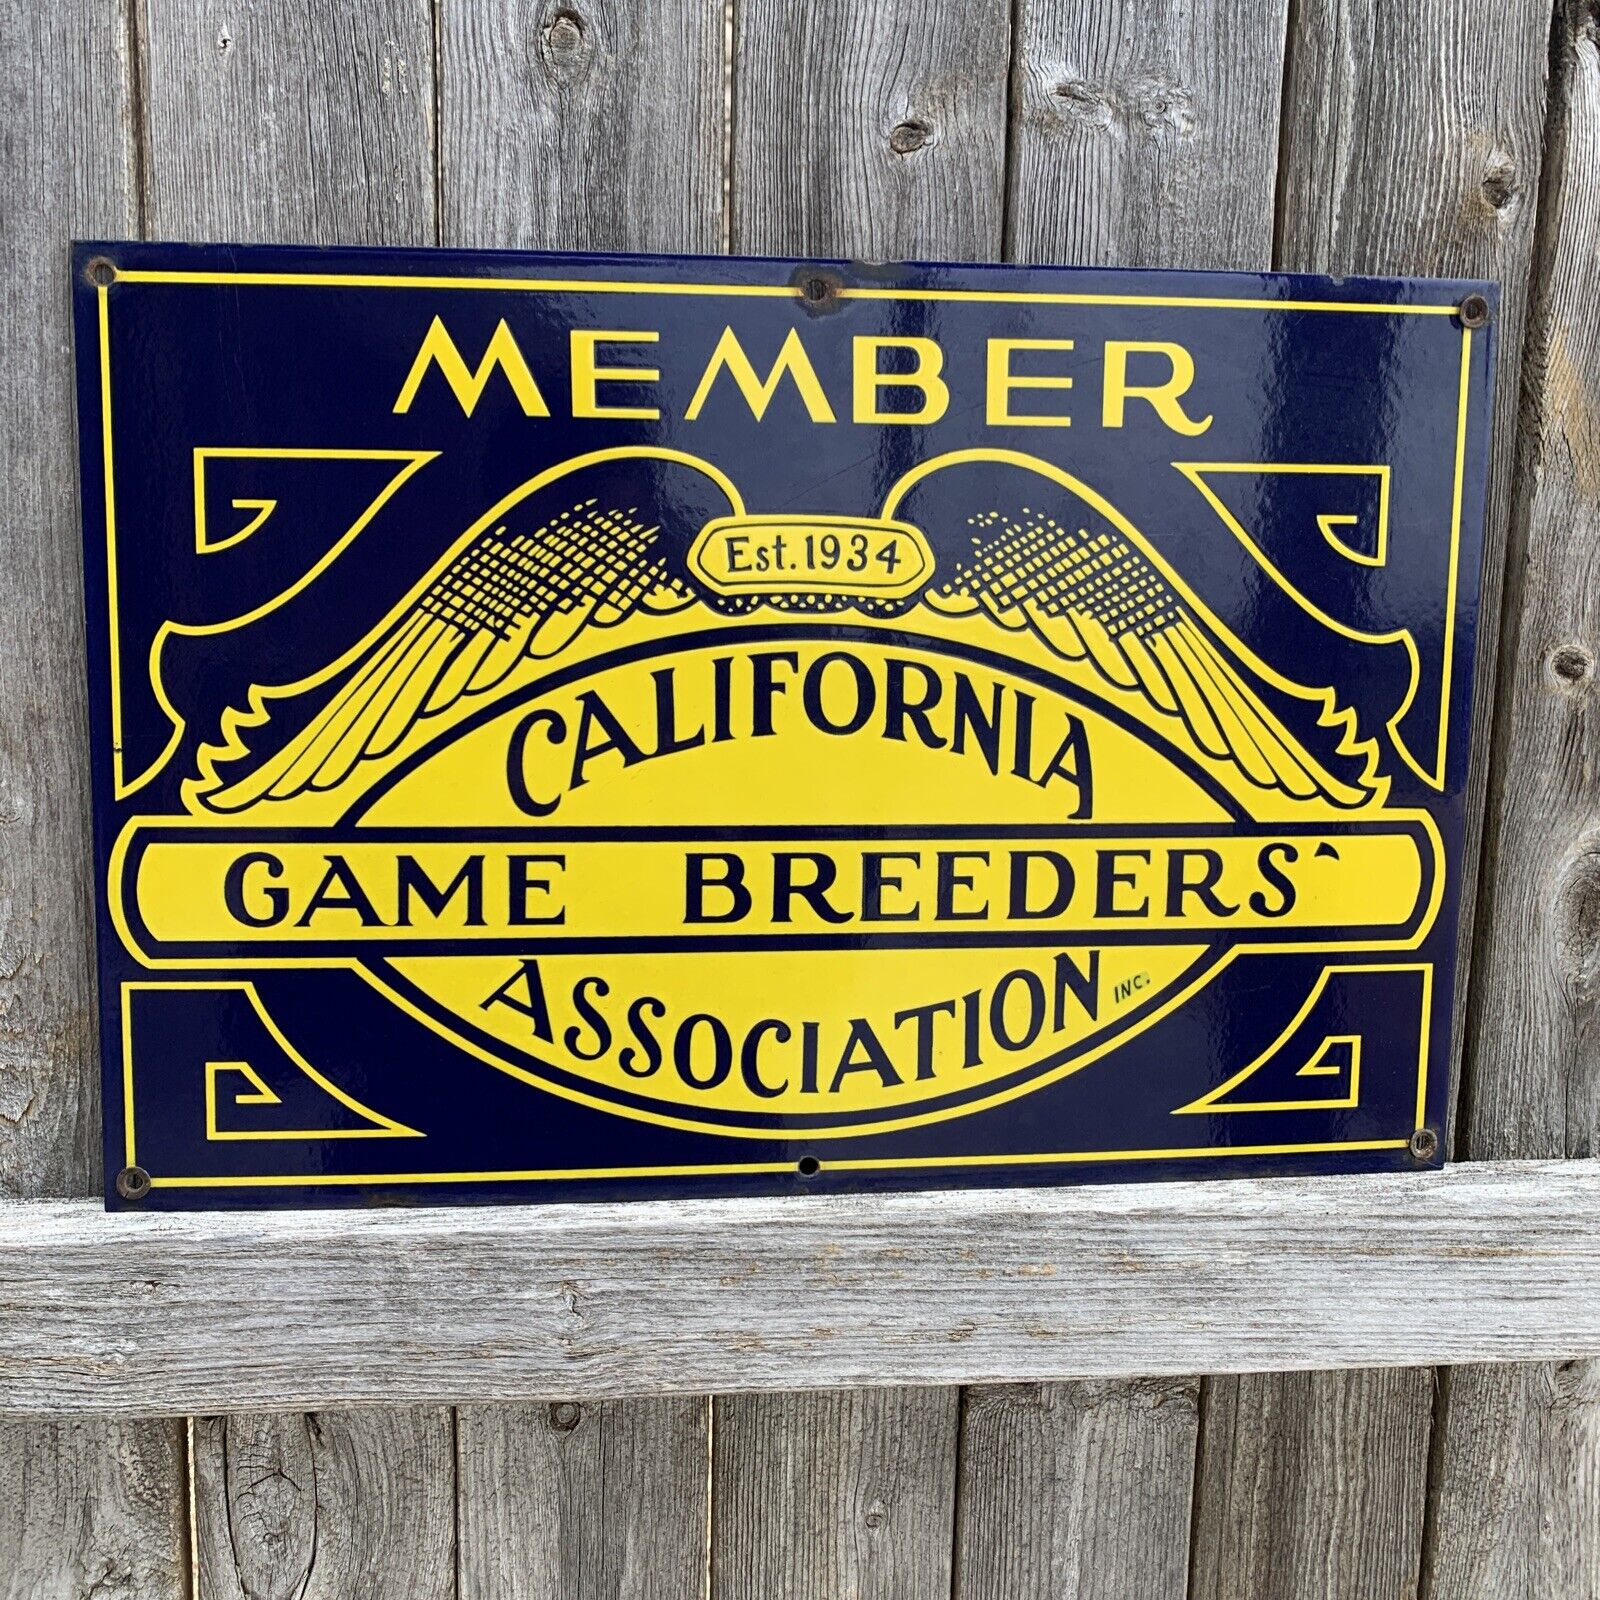 MEMBER
Est. 1934
CALIFORNIA
GAME BREEDERS'
ASSOCIATION INC.